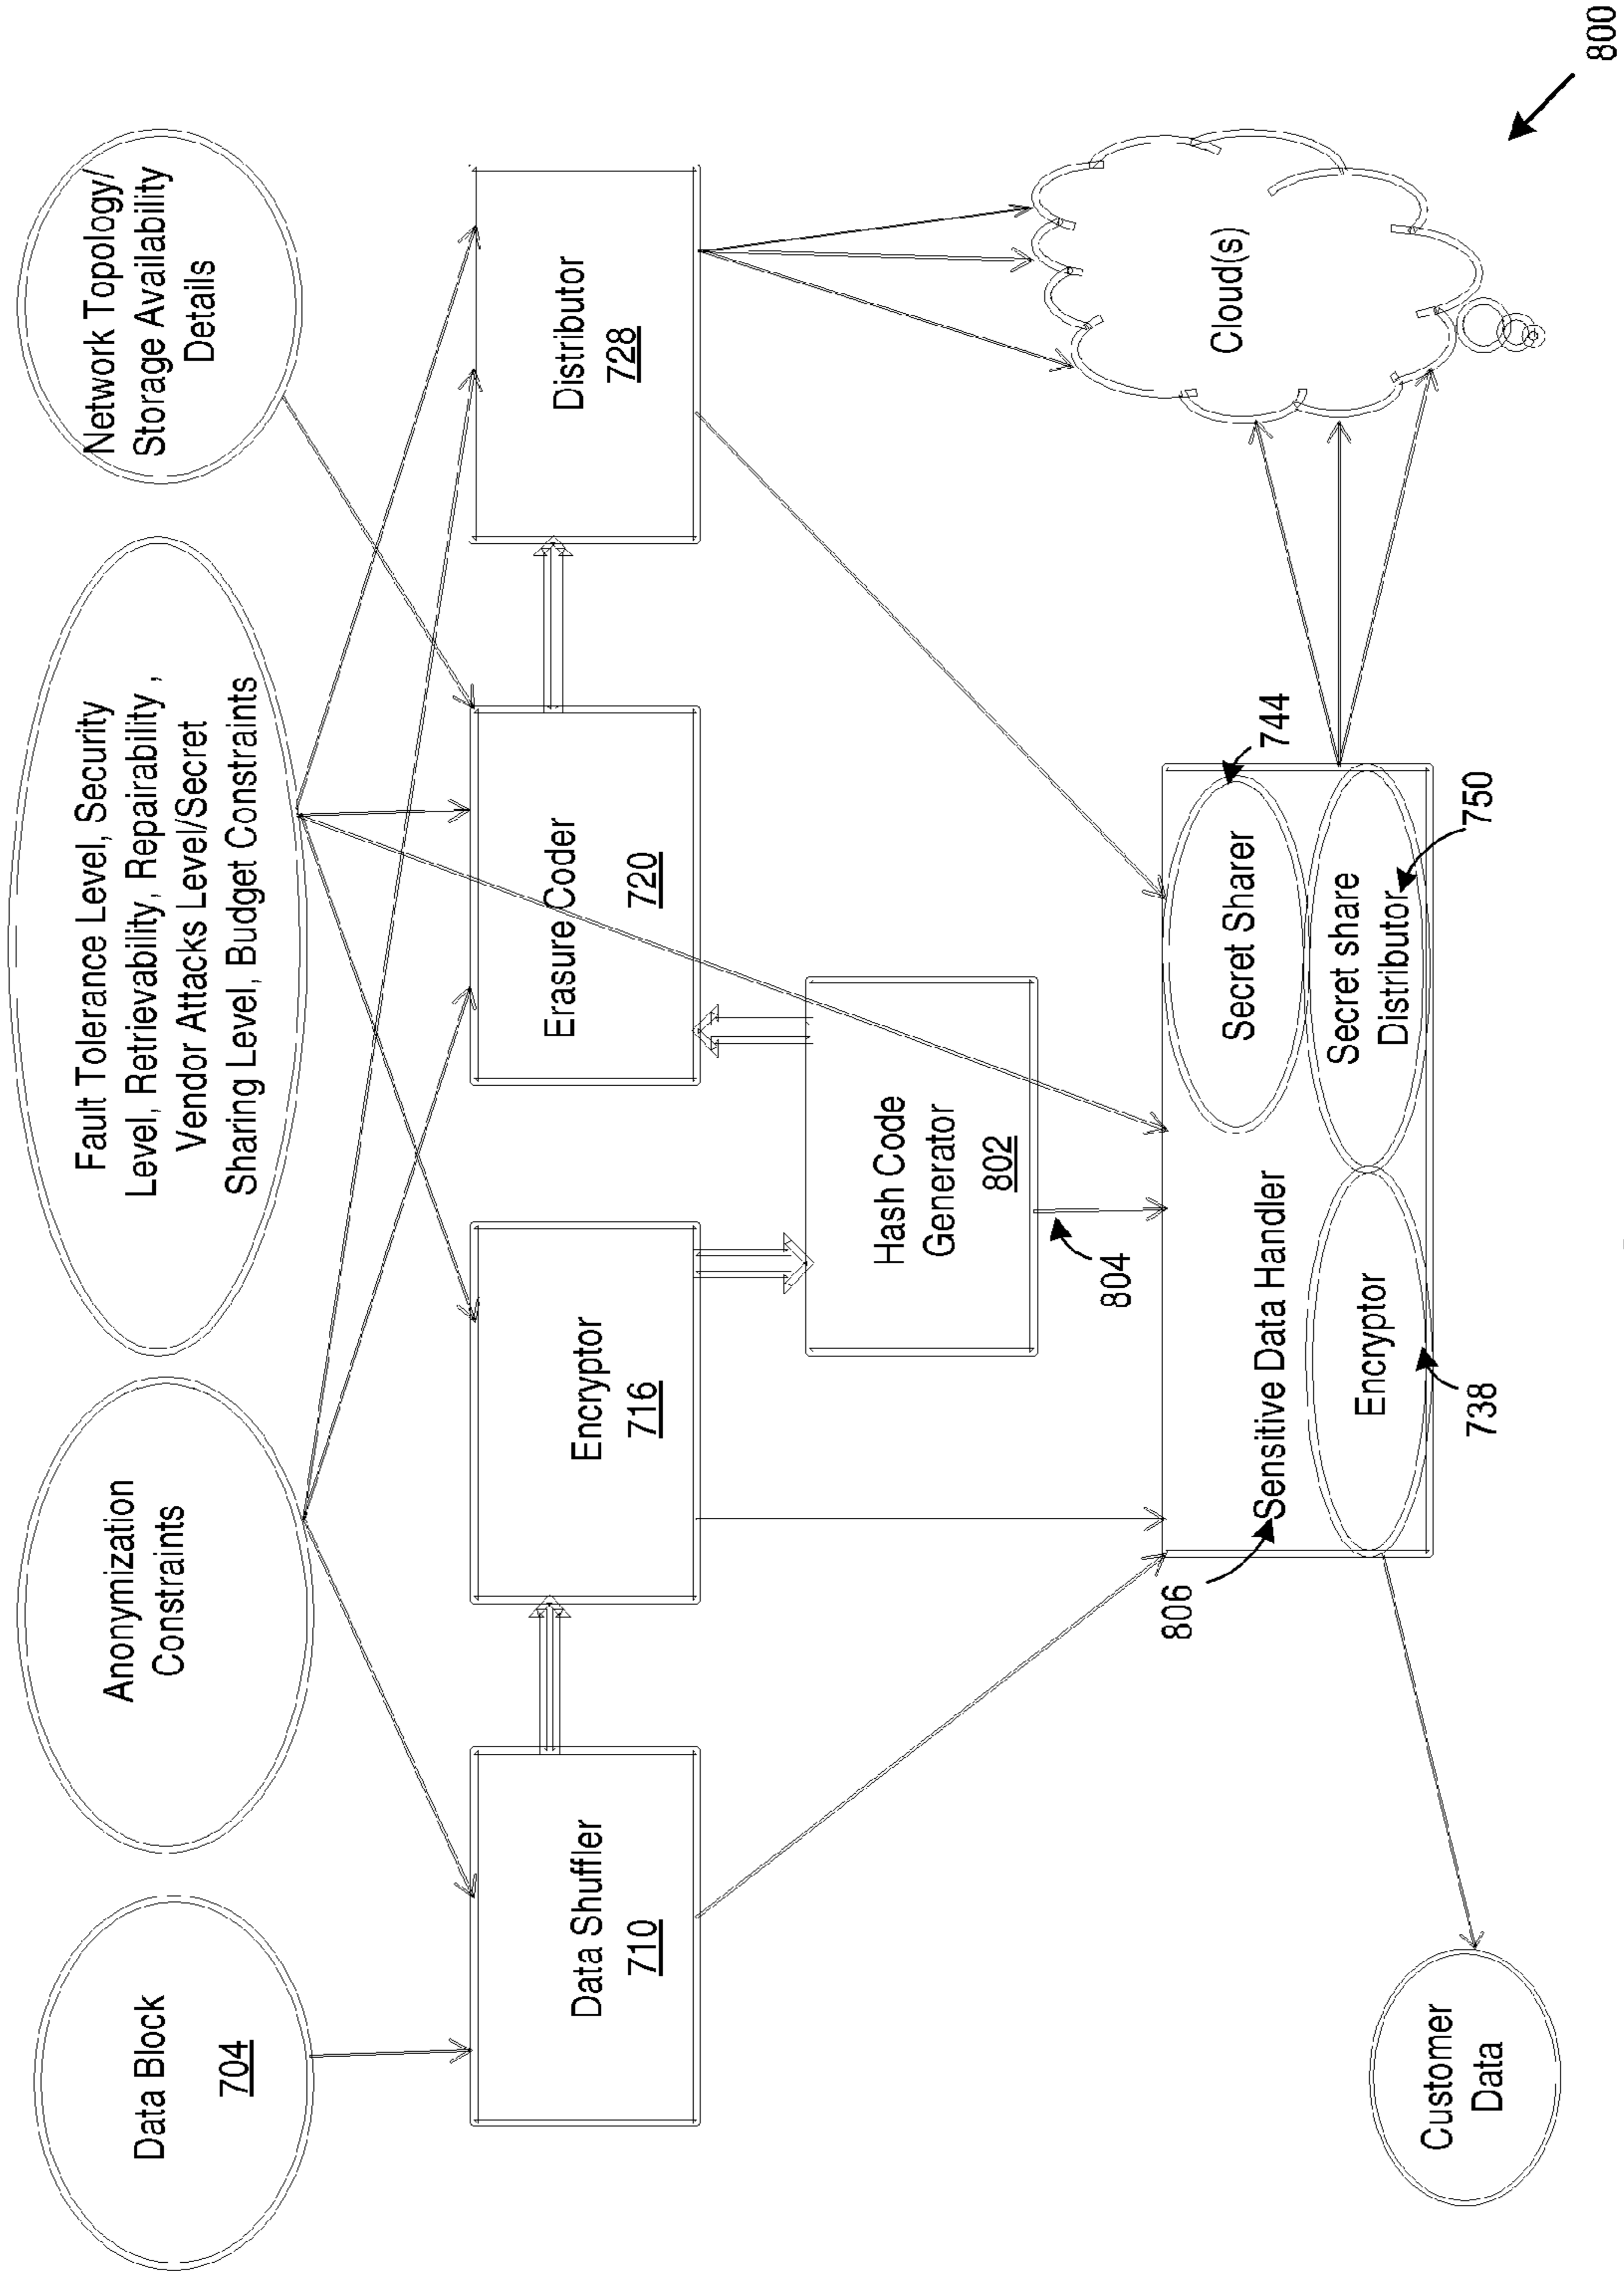 Data Block
704
Anonymization
Constraints
Fault Tolerance Level, Security
Level, Retrievability, Repairability ,
Vendor Attacks Level/Secret
Sharing Level, Budget Constraints
Network Topology/
Storage Availability
Details
Data Shuffler
710
Encryptor
716
Erasure Coder
720
Distributor
728
Hash Code
Generator
802
804
806
Sensitive Data Handler
Encryptor
738
Secret Sharer
744
Secret share
Distributor
750
Cloud(s)
Customer
Data
800